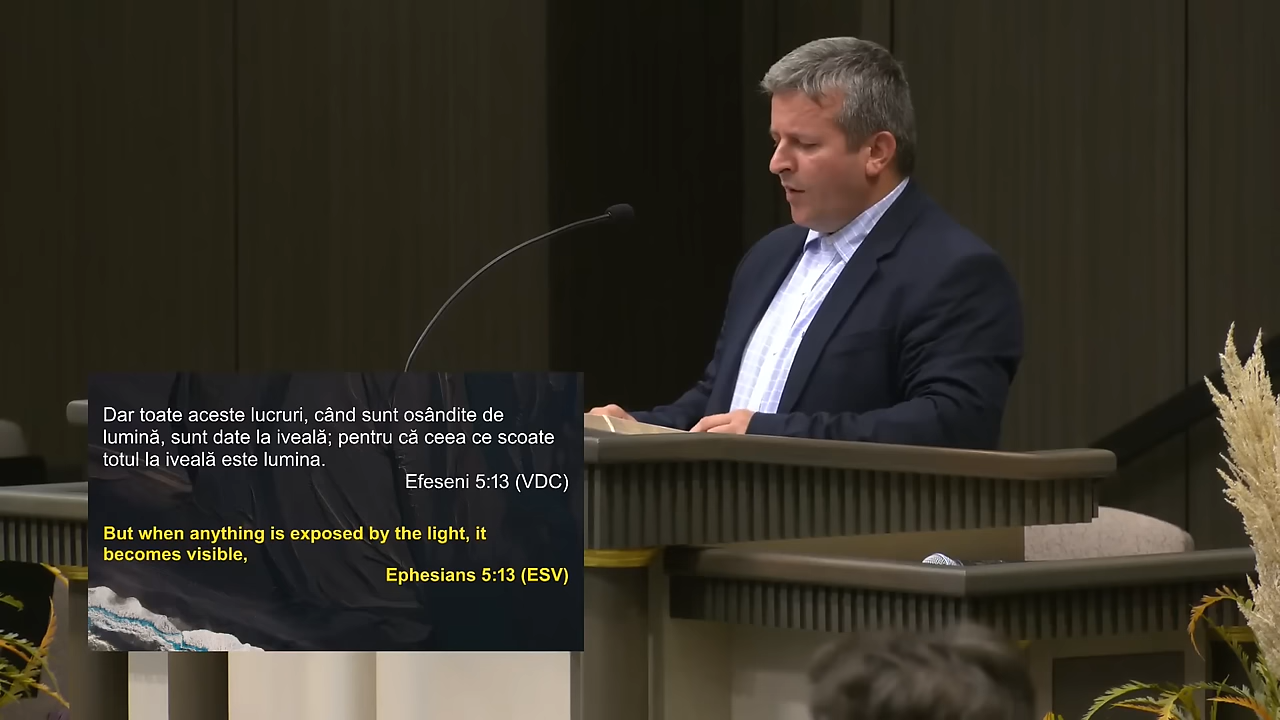 Dar toate aceste lucruri, când sunt osândite de
lumină, sunt date la iveală; pentru că ceea ce scoate
totul la iveală este lumina.
Efeseni 5:13 (VDC)
But when anything is exposed by the light, it
becomes visible,
Ephesians 5:13 (ESV)